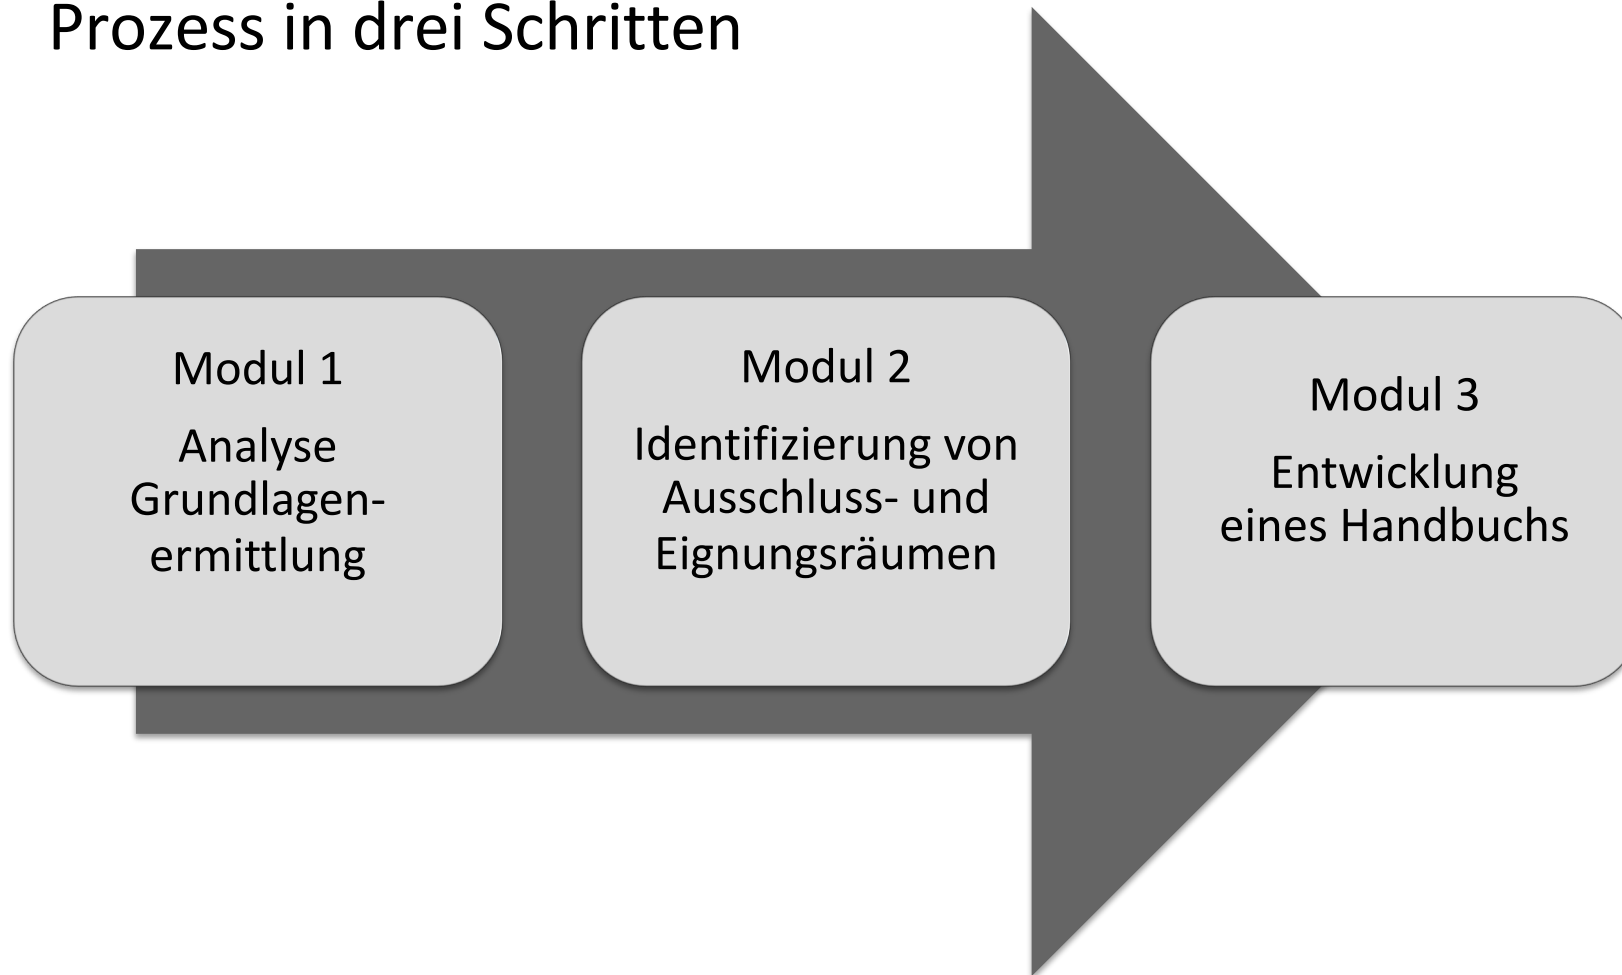 Prozess in drei Schritten
Modul 1
Analyse
Grundlagen-
ermittlung
Modul 2
Identifizierung von
Ausschluss- und
Eignungsräumen
Modul 3
Entwicklung
eines Handbuchs